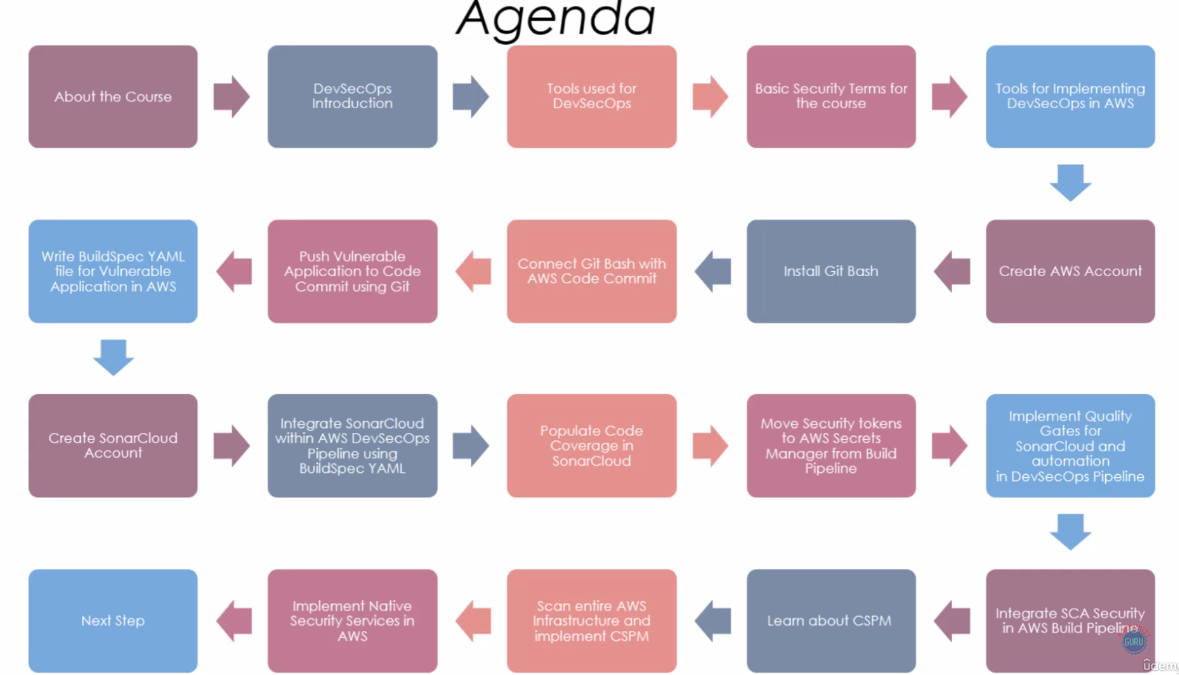 Agenda
About the Course
DevSecOps
Introduction
Tools used for
DevSecOps
Basic Security Terms for
the course
Tools for Implementing
DevSecOps in AWS
Create AWS Account
Install Git Bash
Connect Git Bash with
AWS Code Commit
Push Vulnerable
Application to Code
Commit using Git
Write BuildSpec YAML
file for Vulnerable
Application in AWS
Create SonarCloud
Account
Integrate SonarCloud
within AWS DevSecOps
Pipeline using
BuildSpec YAML
Populate Code
Coverage in
SonarCloud
Move Security tokens
to AWS Secrets
Manager from Build
Pipeline
Implement Quality
Gates for
SonarCloud and
automation
in DevSecOps Pipeline
Integrate SCA Security
in AWS Build Pipeline
Learn about CSPM
Scan entire AWS
Infrastructure and
implement CSPM
Implement Native
Security Services in
AWS
Next Step
GURU
ûdemy